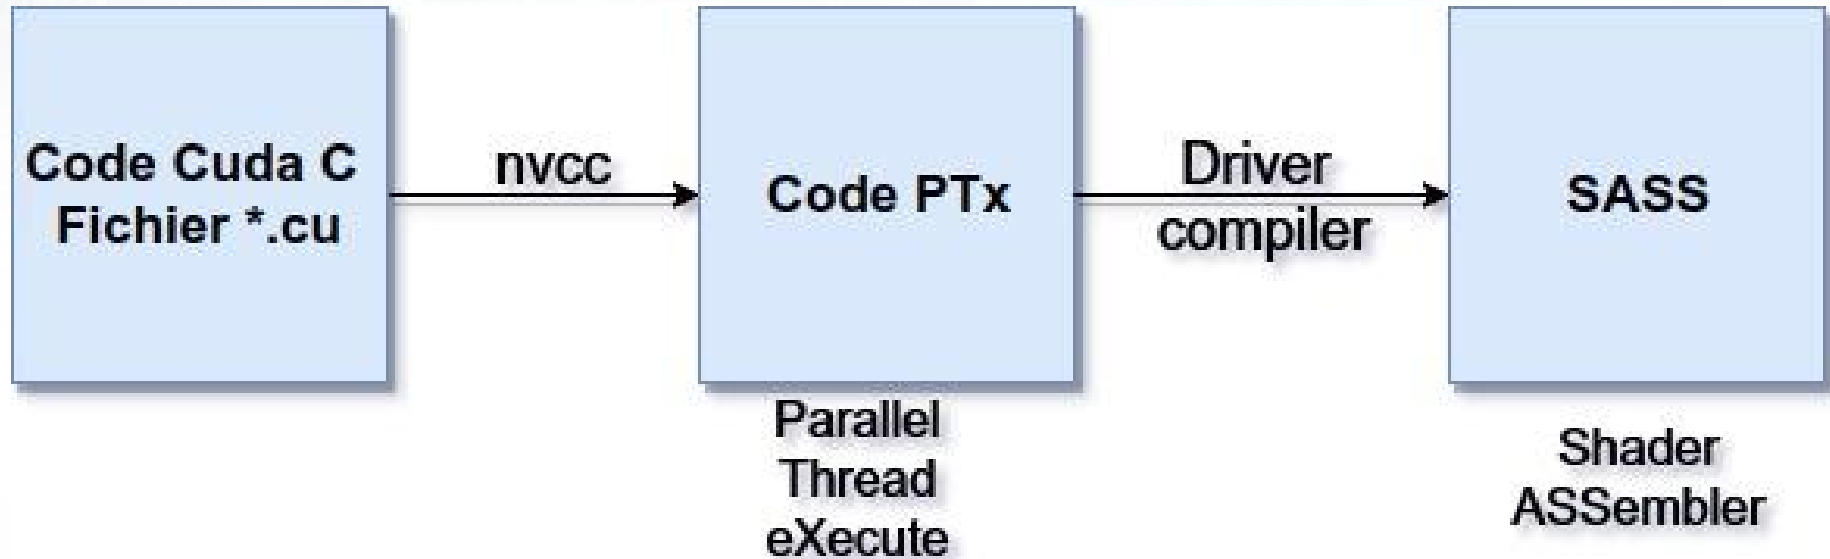 Code Cuda C
Fichier *.cu
nvcc
Code PTx
Driver
compiler
SASS
Parallel
Thread
eXecute
Shader
ASSembler